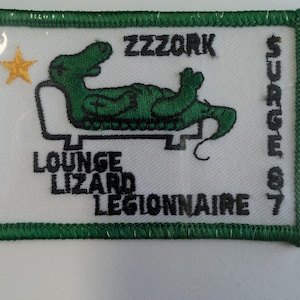 ZZZORK
SURGE 87
LOUNGE
LIZARD
LEGIONNAIRE